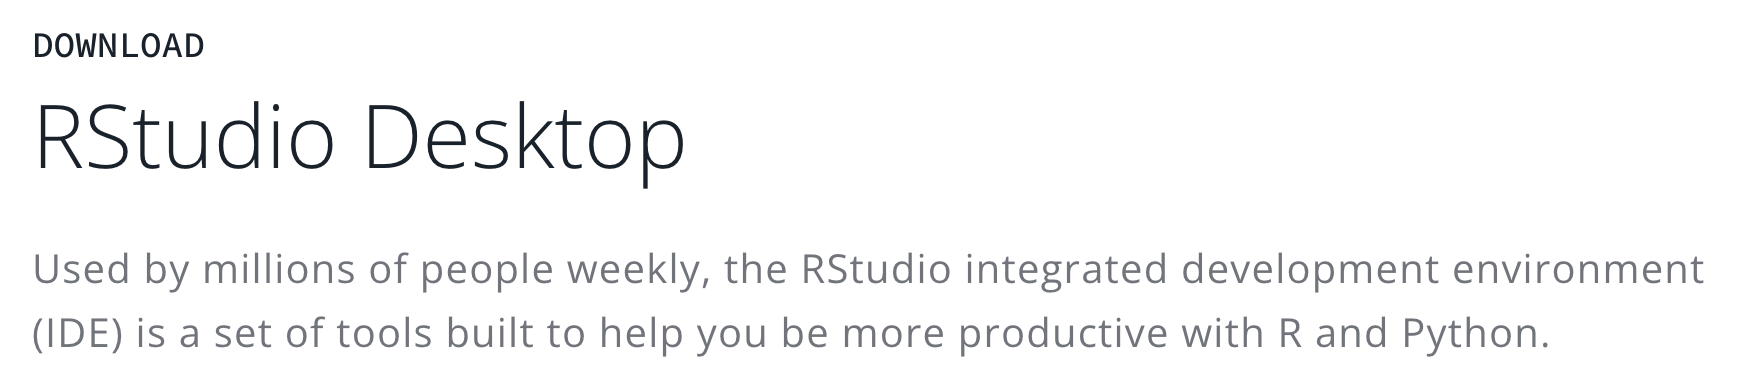 DOWNLOAD
RStudio Desktop
Used by millions of people weekly, the RStudio integrated development environment
(IDE) is a set of tools built to help you be more productive with R and Python.